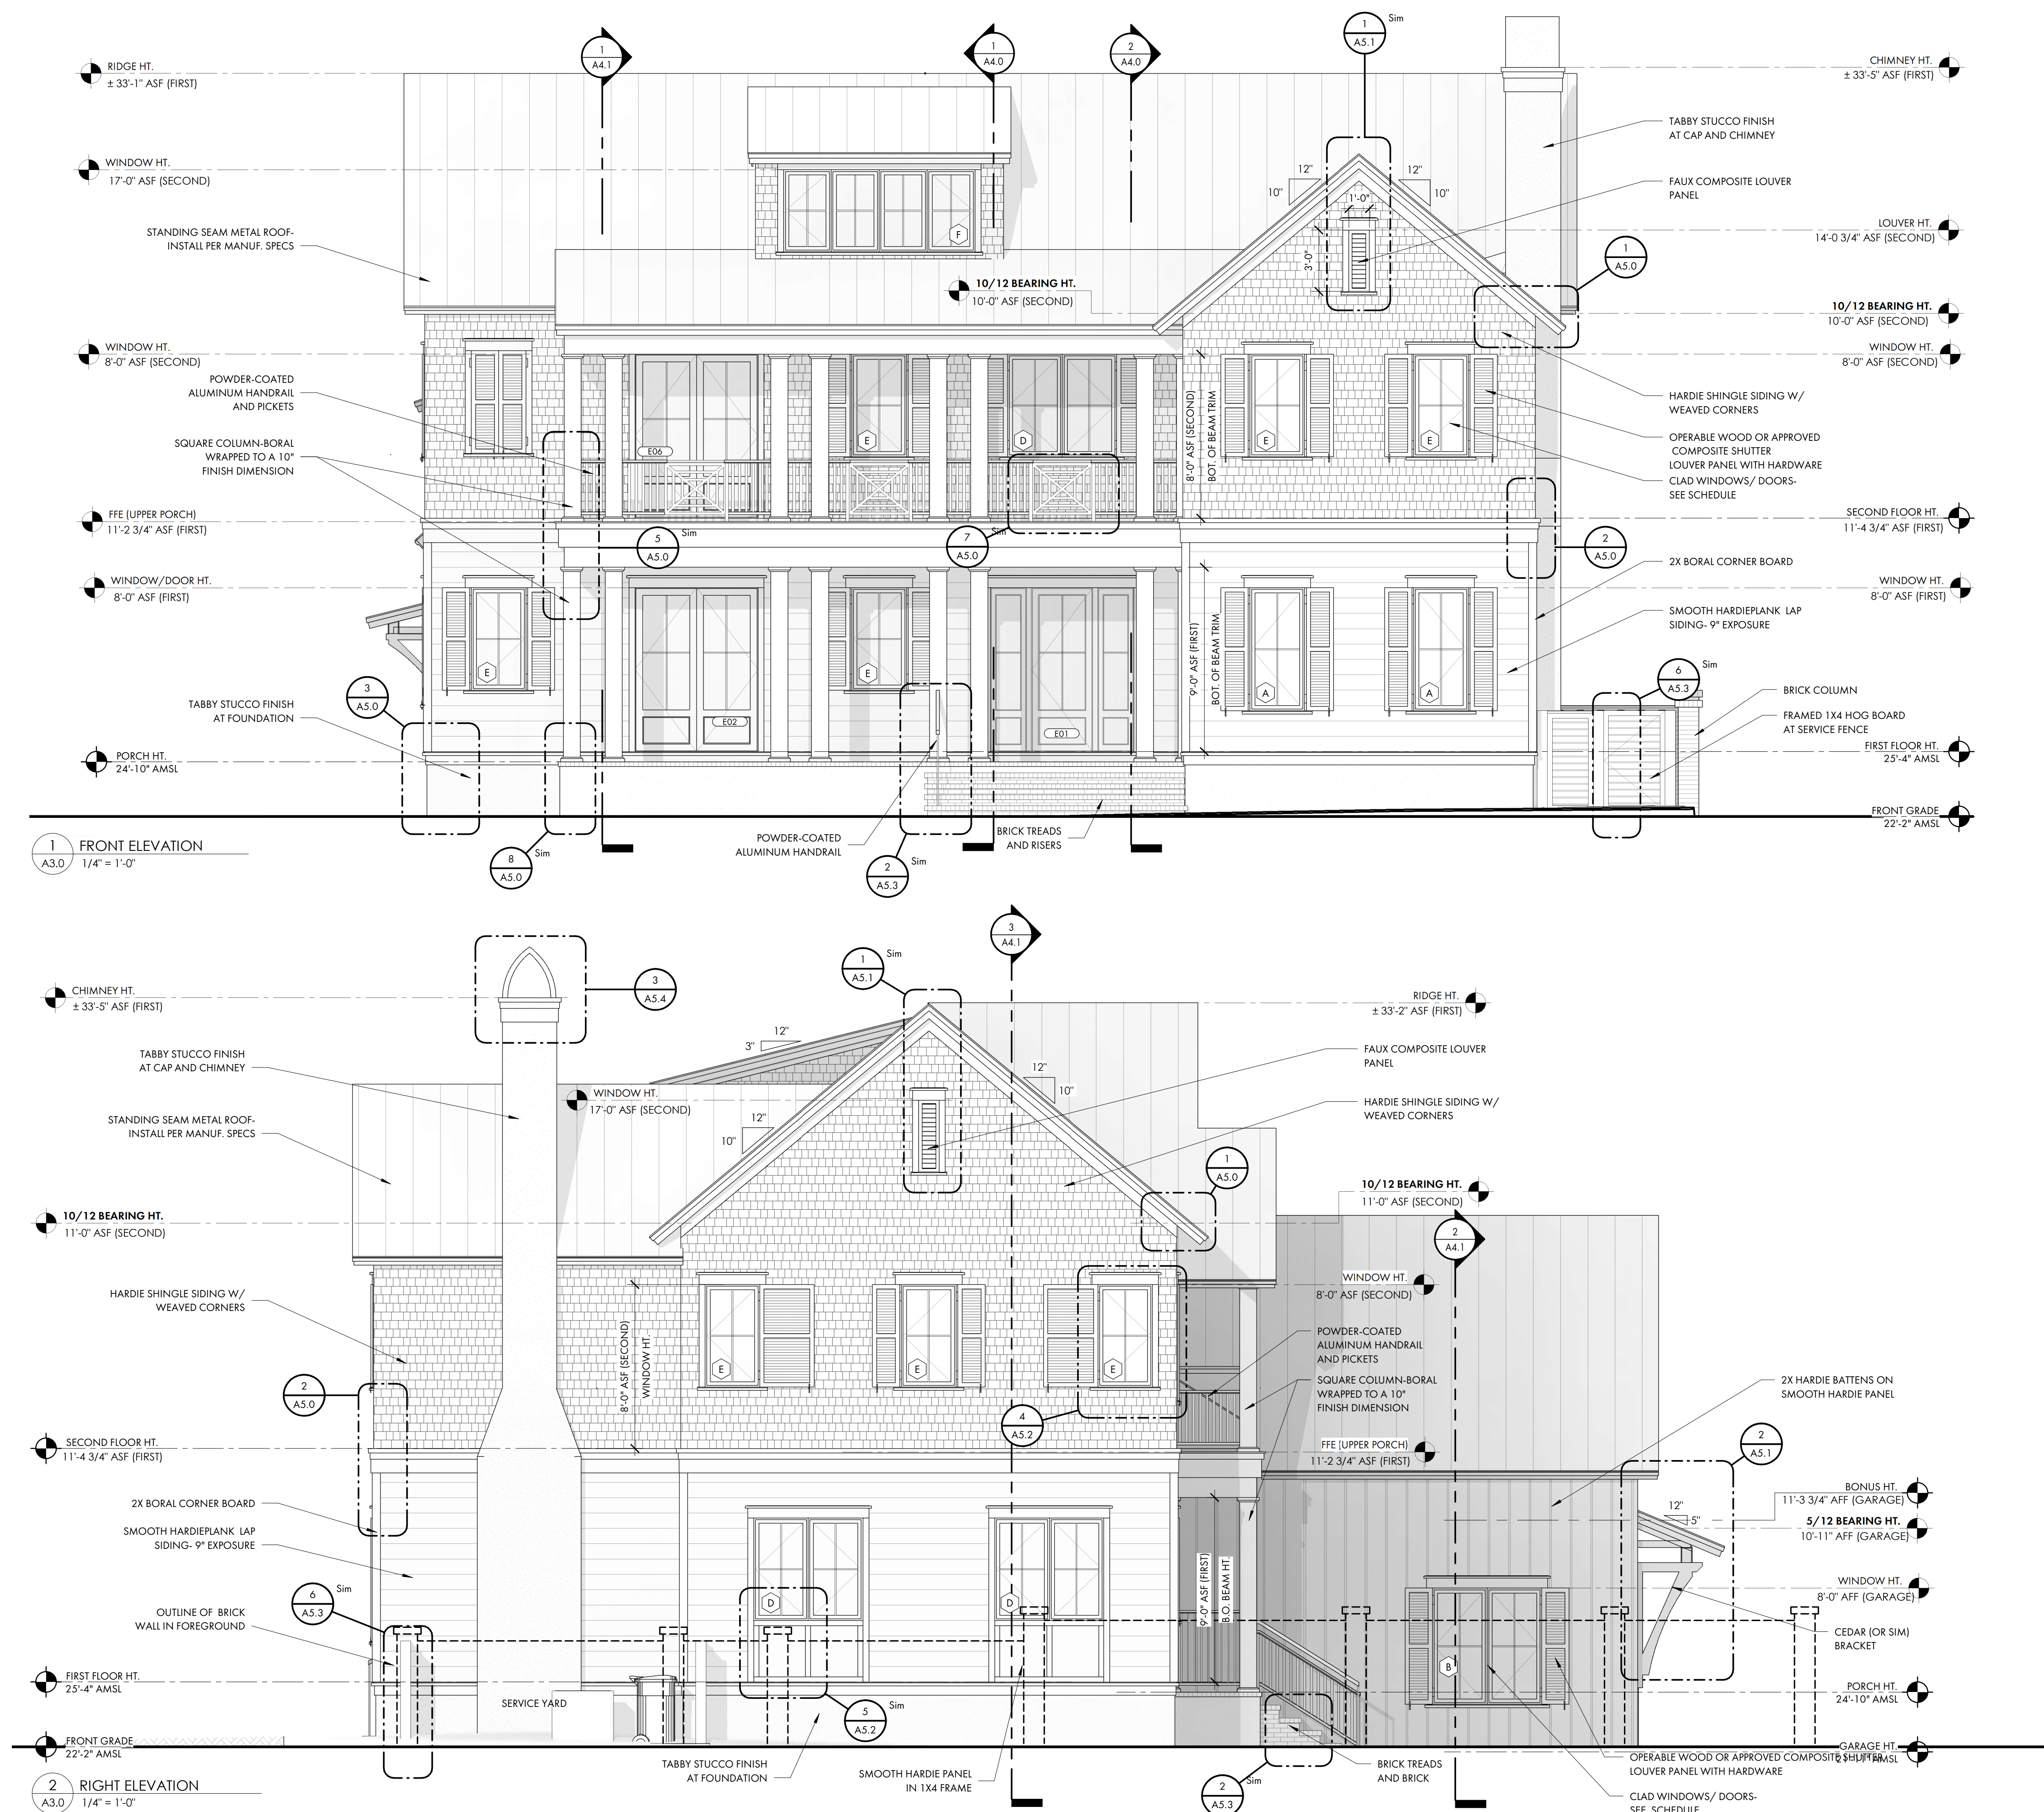 1
A4.1
1
A4.0
2
A4.0
1
A5.1
Sim
RIDGE HT.
± 33'-1" ASF (FIRST)
WINDOW HT.
17'-0" ASF (SECOND)
STANDING SEAM METAL ROOF-
INSTALL PER MANUF. SPECS
WINDOW HT.
8'-0" ASF (SECOND)
POWDER-COATED
ALUMINUM HANDRAIL
AND PICKETS
SQUARE COLUMN-BORAL
WRAPPED TO A 10"
FINISH DIMENSION
FFE (UPPER PORCH)
11'-2 3/4" ASF (FIRST)
WINDOW/DOOR HT.
8'-0" ASF (FIRST)
3
A5.0
TABBY STUCCO FINISH
AT FOUNDATION
PORCH HT.
24'-10" AMSL
12"
10"
12"
10"
1'-0"
3'-0"
F
10/12 BEARING HT.
10'-0" ASF (SECOND)
E06
E
D
E
E
8'-0" ASF (SECOND)
BOT. OF BEAM TRIM
5
A5.0
Sim
7
A5.0
Sim
E
E
A
A
E02
E01
9'-0" ASF (FIRST)
BOT. OF BEAM TRIM
CHIMNEY HT.
± 33'-5" ASF (FIRST)
TABBY STUCCO FINISH
AT CAP AND CHIMNEY
FAUX COMPOSITE LOUVER
PANEL
LOUVER HT.
14'-0 3/4" ASF (SECOND)
1
A5.0
10/12 BEARING HT.
10'-0" ASF (SECOND)
WINDOW HT.
8'-0" ASF (SECOND)
HARDIE SHINGLE SIDING W/
WEAVED CORNERS
OPERABLE WOOD OR APPROVED
COMPOSITE SHUTTER
LOUVER PANEL WITH HARDWARE
CLAD WINDOWS/ DOORS-
SEE SCHEDULE
SECOND FLOOR HT.
11'-4 3/4" ASF (FIRST)
2
A5.0
2X BORAL CORNER BOARD
WINDOW HT.
8'-0" ASF (FIRST)
SMOOTH HARDIEPLANK LAP
SIDING- 9" EXPOSURE
6
A5.3
Sim
BRICK COLUMN
FRAMED 1X4 HOG BOARD
AT SERVICE FENCE
FIRST FLOOR HT.
25'-4" AMSL
FRONT GRADE
22'-2" AMSL
POWDER-COATED
ALUMINUM HANDRAIL
BRICK TREADS
AND RISERS
8
A5.0
Sim
2
A5.3
Sim
1
A3.0
FRONT ELEVATION
1/4" = 1'-0"
3
A5.4
1
A5.1
Sim
3
A4.1
CHIMNEY HT.
± 33'-5" ASF (FIRST)
TABBY STUCCO FINISH
AT CAP AND CHIMNEY
STANDING SEAM METAL ROOF-
INSTALL PER MANUF. SPECS
10/12 BEARING HT.
11'-0" ASF (SECOND)
HARDIE SHINGLE SIDING W/
WEAVED CORNERS
2
A5.0
SECOND FLOOR HT.
11'-4 3/4" ASF (FIRST)
2X BORAL CORNER BOARD
SMOOTH HARDIEPLANK LAP
SIDING- 9" EXPOSURE
6
A5.3
Sim
OUTLINE OF BRICK
WALL IN FOREGROUND
FIRST FLOOR HT.
25'-4" AMSL
FRONT GRADE
22'-2" AMSL
12"
3"
WINDOW HT.
17'-0" ASF (SECOND)
12"
10"
12"
10"
RIDGE HT.
± 33'-2" ASF (FIRST)
FAUX COMPOSITE LOUVER
PANEL
HARDIE SHINGLE SIDING W/
WEAVED CORNERS
1
A5.0
10/12 BEARING HT.
11'-0" ASF (SECOND)
2
A4.1
WINDOW HT.
8'-0" ASF (SECOND)
POWDER-COATED
ALUMINUM HANDRAIL
AND PICKETS
SQUARE COLUMN-BORAL
WRAPPED TO A 10"
FINISH DIMENSION
FFE (UPPER PORCH)
11'-2 3/4" ASF (FIRST)
8'-0" ASF (SECOND)
WINDOW HT.
E
E
E
4
A5.2
D
D
9'-0" ASF (FIRST)
B.O. BEAM HT.
B
SERVICE YARD
2X HARDIE BATTENS ON
SMOOTH HARDIE PANEL
2
A5.1
12"
5"
BONUS HT.
11'-3 3/4" AFF (GARAGE)
5/12 BEARING HT.
10'-11" AFF (GARAGE)
WINDOW HT.
8'-0" AFF (GARAGE)
CEDAR (OR SIM)
BRACKET
PORCH HT.
24'-10" AMSL
GARAGE HT.
5
A5.2
Sim
TABBY STUCCO FINISH
AT FOUNDATION
SMOOTH HARDIE PANEL
IN 1X4 FRAME
2
A5.3
Sim
BRICK TREADS
AND BRICK
OPERABLE WOOD OR APPROVED COMPOSITE SHUTTER
LOUVER PANEL WITH HARDWARE
CLAD WINDOWS/ DOORS-
SEE SCHEDULE
2
A3.0
RIGHT ELEVATION
1/4" = 1'-0"